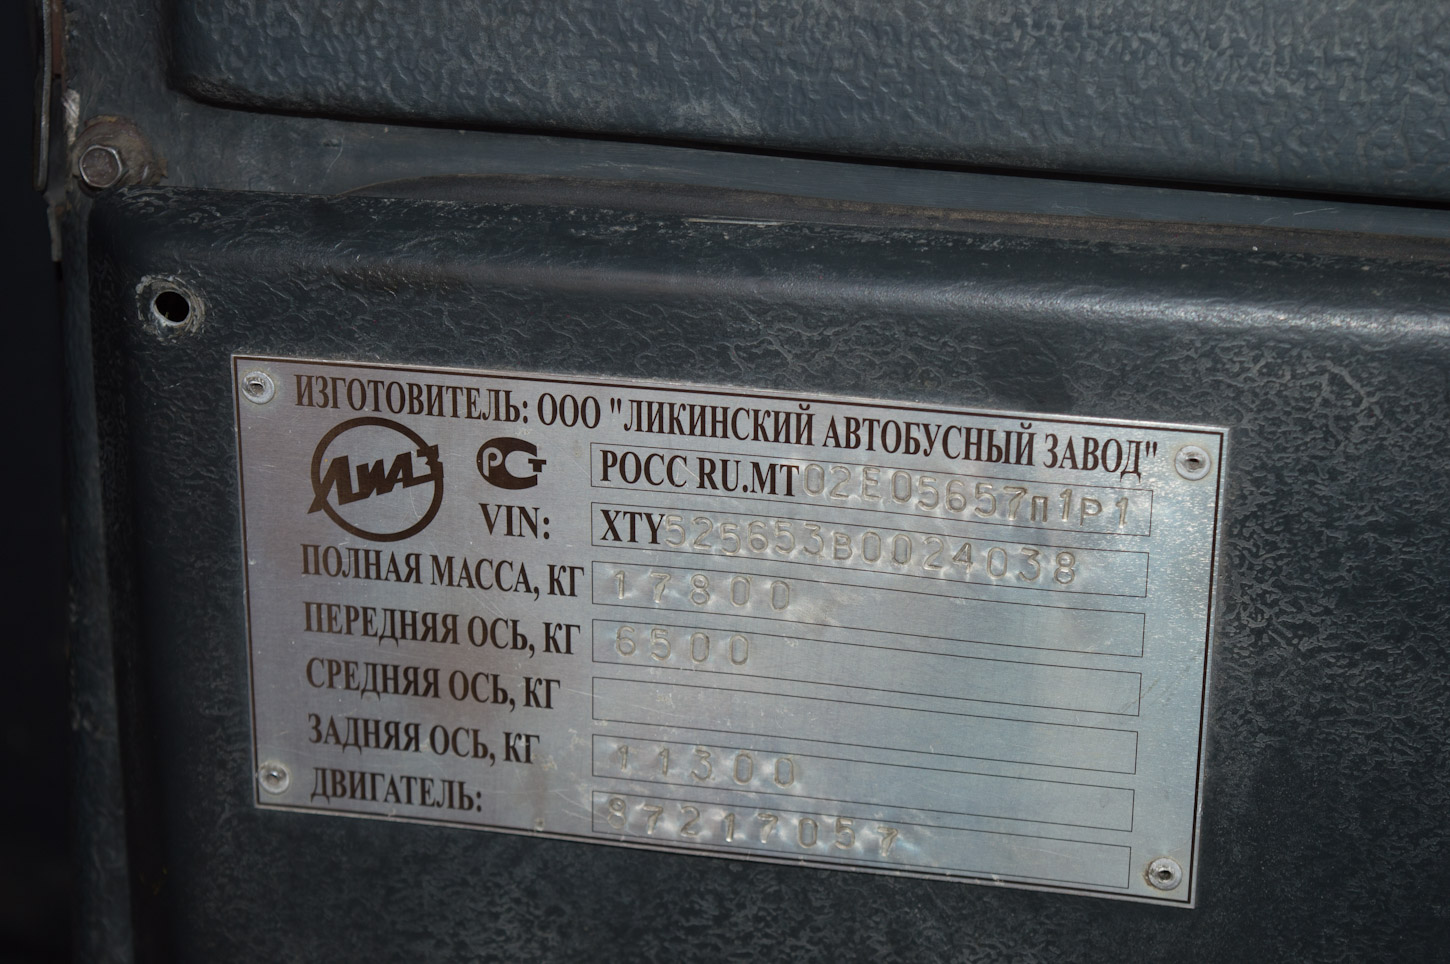 ИЗГОТОВИТЕЛЬ: ООО "ЛИКИНСКИЙ АВТОБУСНЫЙ ЗАВОД"
ЛиАЗ РСТ РОСС RU.МТ02Е05657п1Р1
VIN: XTY525653B0024038
ПОЛНАЯ МАССА, КГ 17800
ПЕРЕДНЯЯ ОСЬ, КГ 6500
СРЕДНЯЯ ОСЬ, КГ
ЗАДНЯЯ ОСЬ, КГ 11300
ДВИГАТЕЛЬ: 87217057